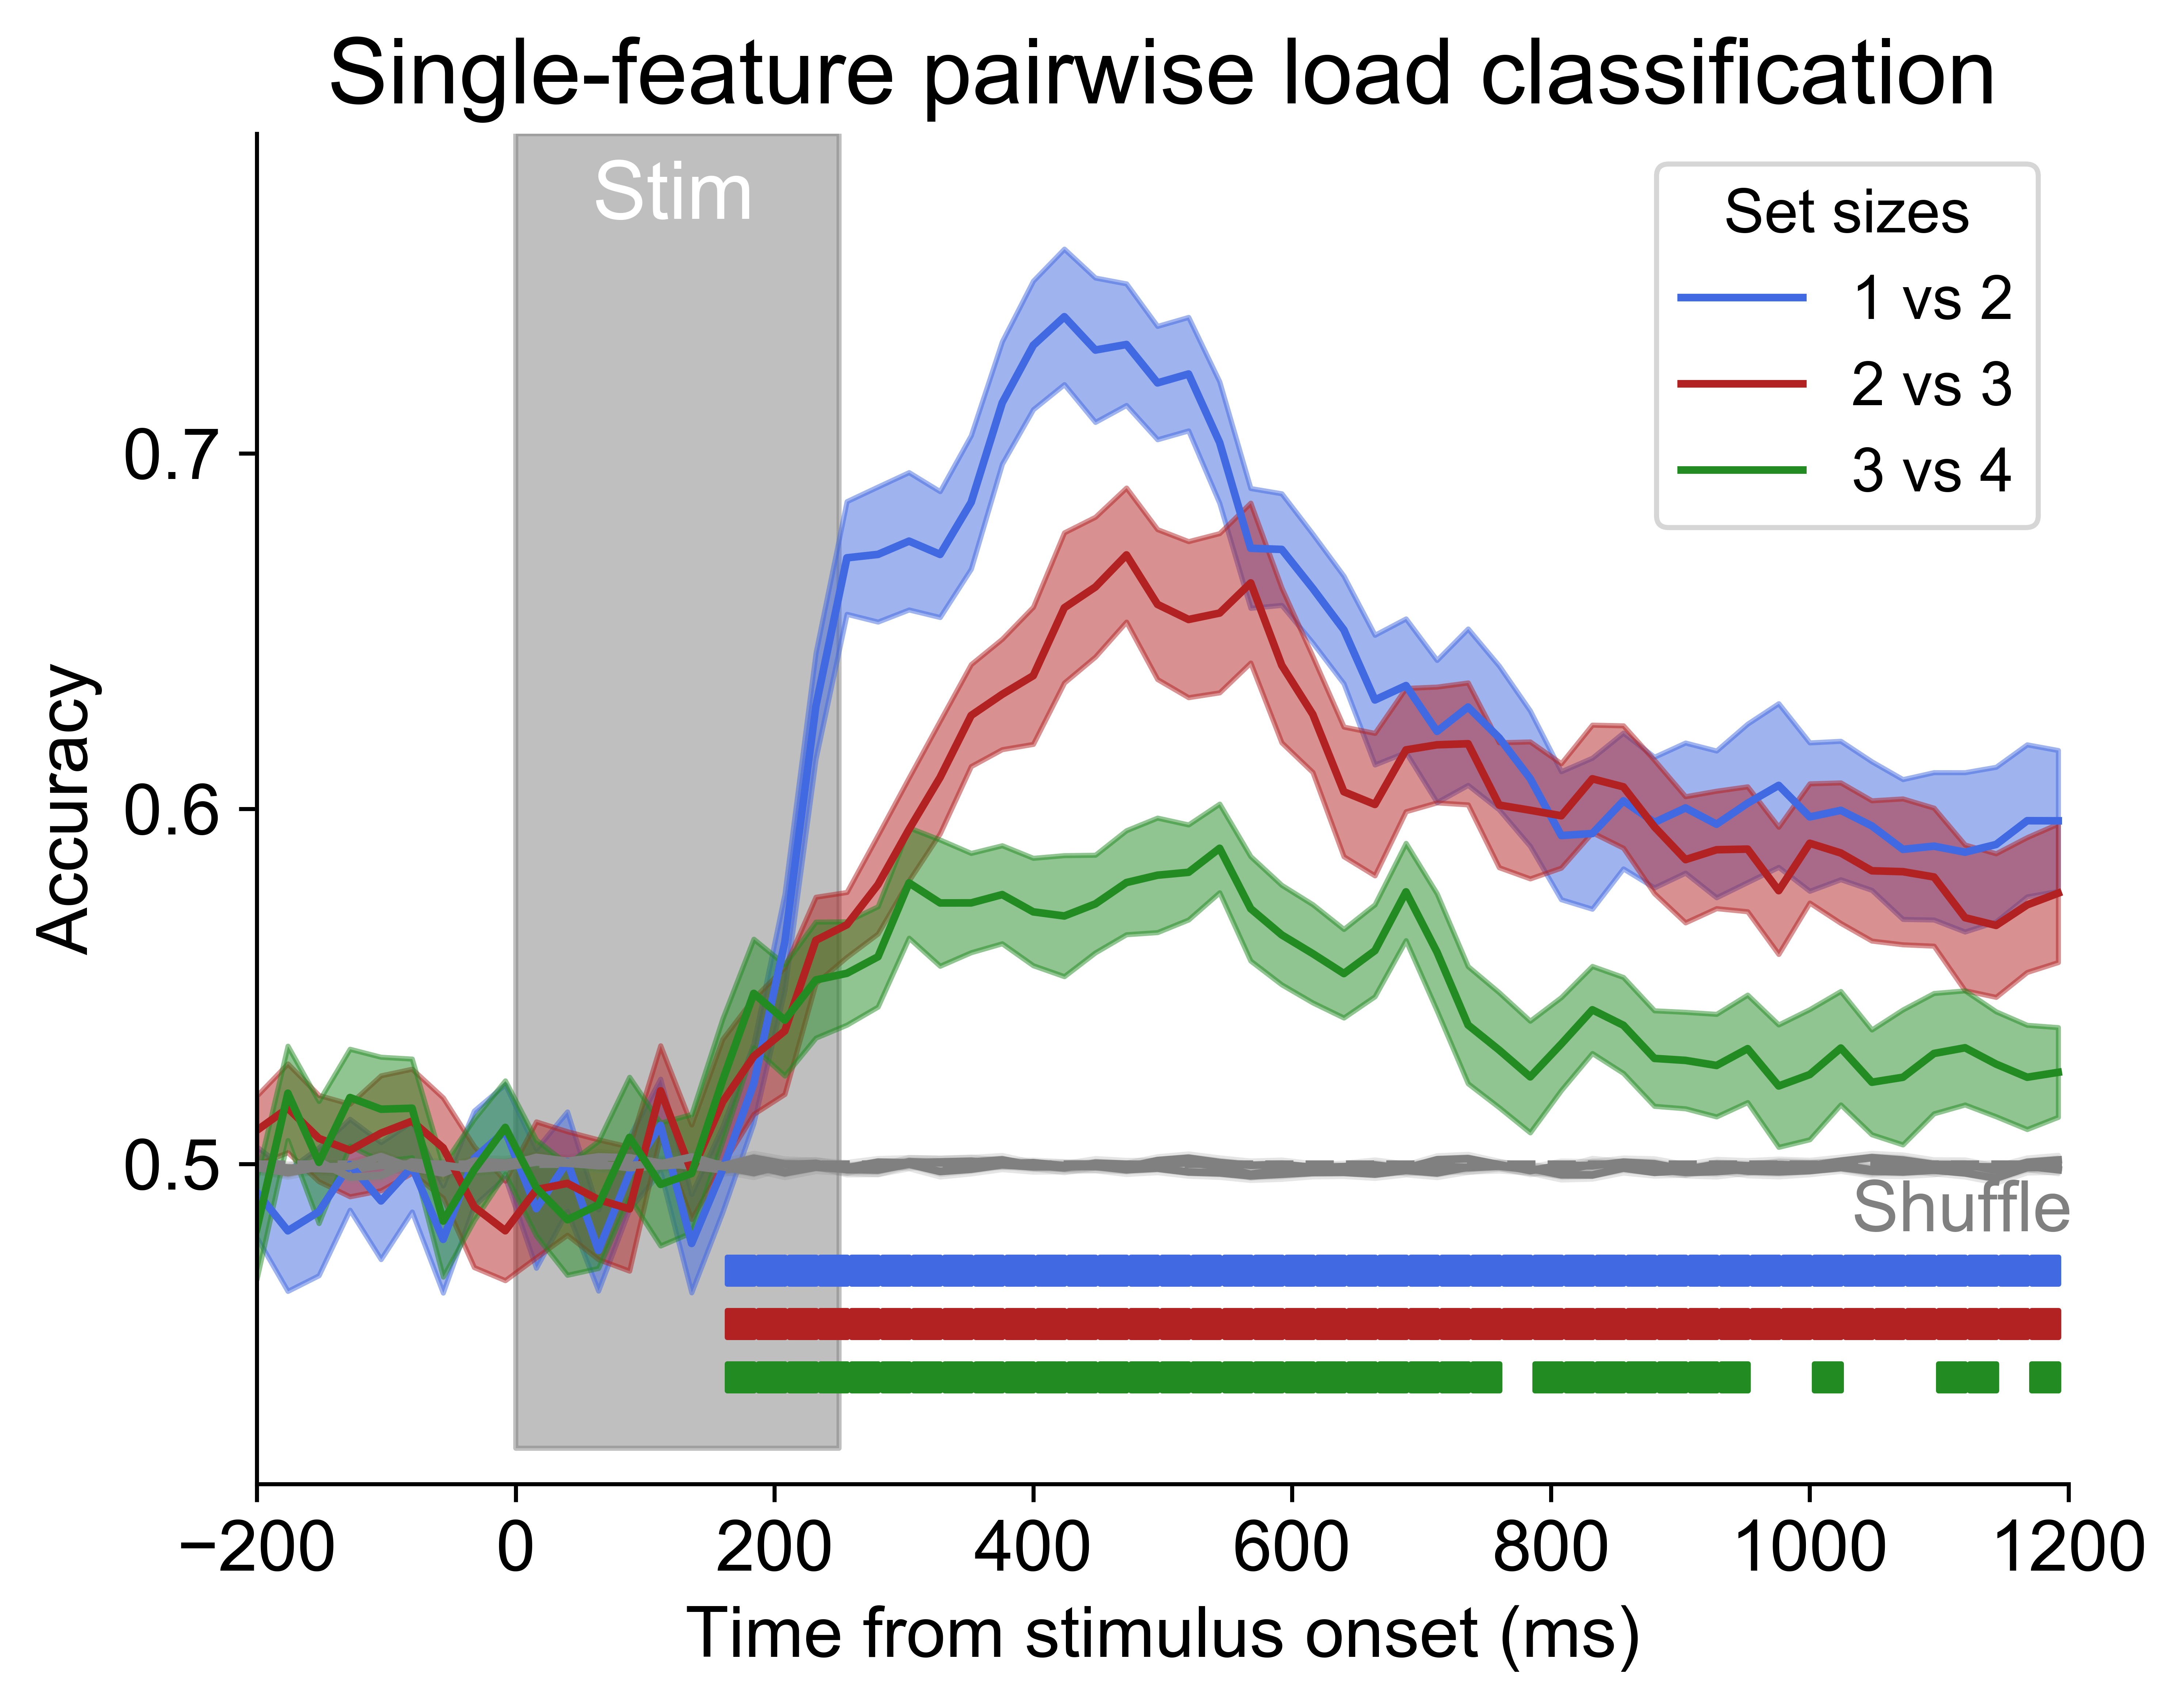 Single-feature pairwise load classification
Stim
Set sizes
1 vs 2
2 vs 3
3 vs 4
0.7
0.6
0.5
Accuracy
Shuffle
−200 0 200 400 600 800 1000 1200
Time from stimulus onset (ms)